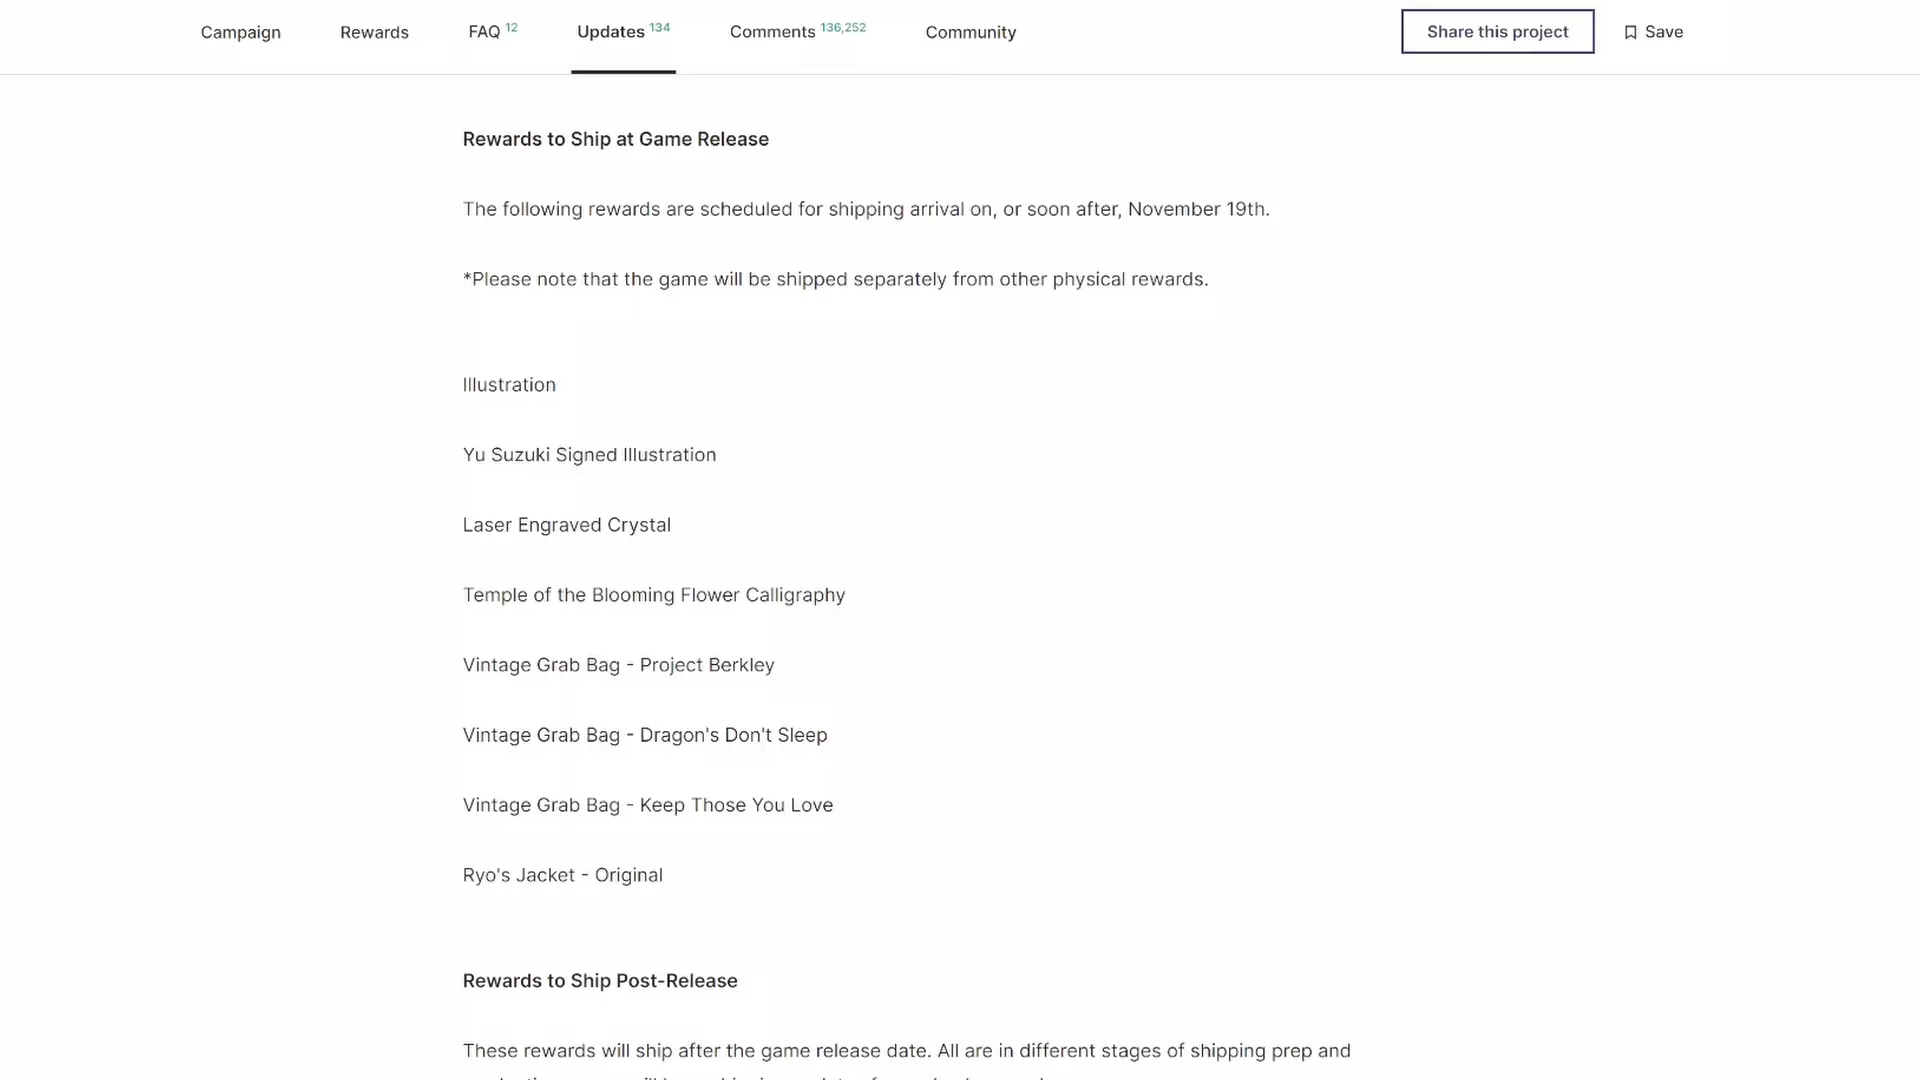 Campaign Rewards FAQ 12 Updates 134 Comments 136,252 Community Share this project Save
Rewards to Ship at Game Release
The following rewards are scheduled for shipping arrival on, or soon after, November 19th.
*Please note that the game will be shipped separately from other physical rewards.
Illustration
Yu Suzuki Signed Illustration
Laser Engraved Crystal
Temple of the Blooming Flower Calligraphy
Vintage Grab Bag - Project Berkley
Vintage Grab Bag - Dragon's Don't Sleep
Vintage Grab Bag - Keep Those You Love
Ryo's Jacket - Original
Rewards to Ship Post-Release
These rewards will ship after the game release date. All are in different stages of shipping prep and